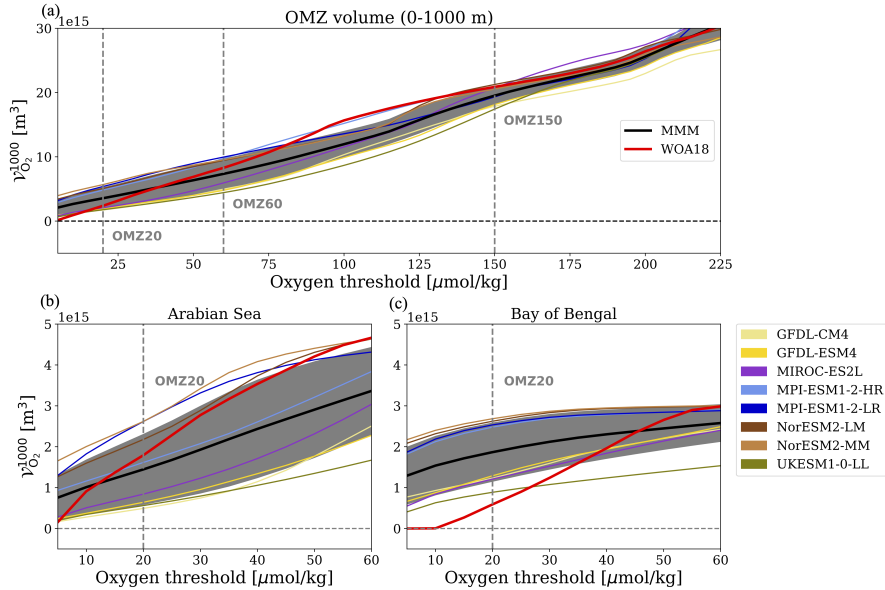 (a)
OMZ volume (0-1000 m)
1e15
30
20
10
0
𝒱O₂¹⁰⁰⁰ [m³]
OMZ20
OMZ60
OMZ150
MMM
WOA18
25
50
75
100
125
150
175
200
225
Oxygen threshold [μmol/kg]
(b)
Arabian Sea
1e15
5
4
3
2
1
0
𝒱O₂¹⁰⁰⁰ [m³]
OMZ20
10
20
30
40
50
60
Oxygen threshold [μmol/kg]
(c)
Bay of Bengal
1e15
5
4
3
2
1
0
OMZ20
10
20
30
40
50
60
Oxygen threshold [μmol/kg]
GFDL-CM4
GFDL-ESM4
MIROC-ES2L
MPI-ESM1-2-HR
MPI-ESM1-2-LR
NorESM2-LM
NorESM2-MM
UKESM1-0-LL